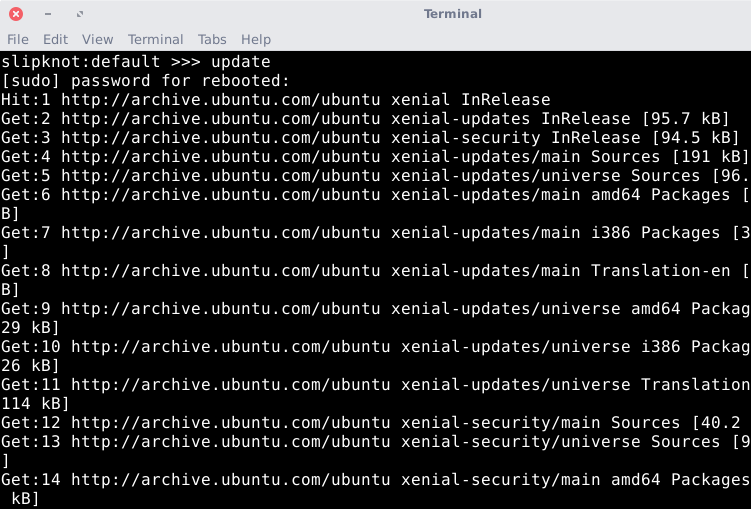 Terminal
File Edit View Terminal Tabs Help
slipknot:default >>> update
[sudo] password for rebooted:
Hit:1 http://archive.ubuntu.com/ubuntu xenial InRelease
Get:2 http://archive.ubuntu.com/ubuntu xenial-updates InRelease [95.7 kB]
Get:3 http://archive.ubuntu.com/ubuntu xenial-security InRelease [94.5 kB]
Get:4 http://archive.ubuntu.com/ubuntu xenial-updates/main Sources [191 kB]
Get:5 http://archive.ubuntu.com/ubuntu xenial-updates/universe Sources [96.
Get:6 http://archive.ubuntu.com/ubuntu xenial-updates/main amd64 Packages [
B]
Get:7 http://archive.ubuntu.com/ubuntu xenial-updates/main i386 Packages [3
]
Get:8 http://archive.ubuntu.com/ubuntu xenial-updates/main Translation-en [
B]
Get:9 http://archive.ubuntu.com/ubuntu xenial-updates/universe amd64 Packag
29 kB]
Get:10 http://archive.ubuntu.com/ubuntu xenial-updates/universe i386 Packag
26 kB]
Get:11 http://archive.ubuntu.com/ubuntu xenial-updates/universe Translation
114 kB]
Get:12 http://archive.ubuntu.com/ubuntu xenial-security/main Sources [40.2
Get:13 http://archive.ubuntu.com/ubuntu xenial-security/universe Sources [9
]
Get:14 http://archive.ubuntu.com/ubuntu xenial-security/main amd64 Packages
kB]